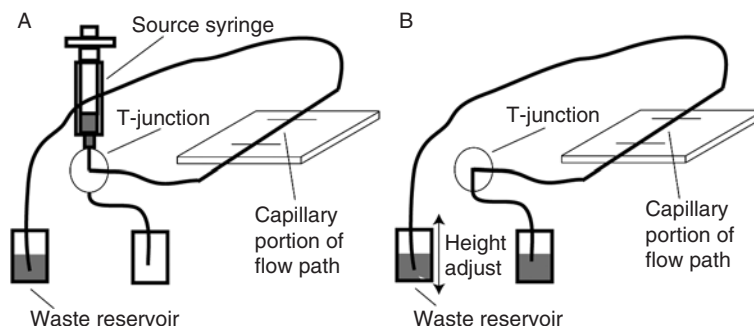 A
Source syringe
T-junction
Capillary
portion of
flow path
Waste reservoir
B
T-junction
Capillary
portion of
flow path
Height
adjust
Waste reservoir